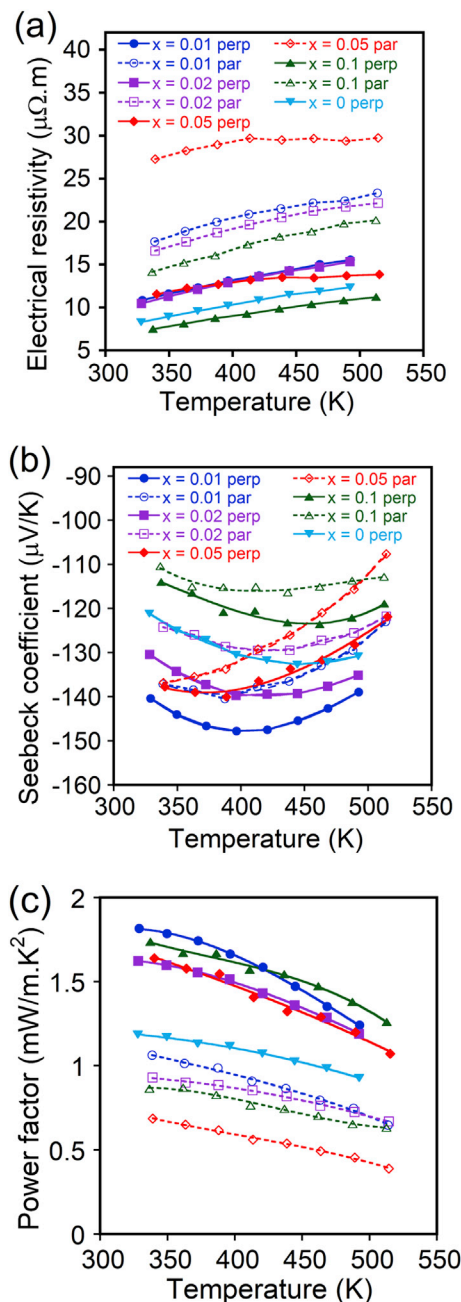 (a)
Electrical resistivity (μΩ.m)
45
40
35
30
25
20
15
10
5
x = 0.01 perp
x = 0.01 par
x = 0.02 perp
x = 0.02 par
x = 0.05 perp
x = 0.05 par
x = 0.1 perp
x = 0.1 par
x = 0 perp
300 350 400 450 500 550
Temperature (K)
(b)
Seebeck coefficient (μV/K)
-90
-100
-110
-120
-130
-140
-150
-160
x = 0.01 perp
x = 0.01 par
x = 0.02 perp
x = 0.02 par
x = 0.05 perp
x = 0.05 par
x = 0.1 perp
x = 0.1 par
x = 0 perp
300 350 400 450 500 550
Temperature (K)
(c)
Power factor (mW/m.K²)
2
1.5
1
0.5
0
300 350 400 450 500 550
Temperature (K)